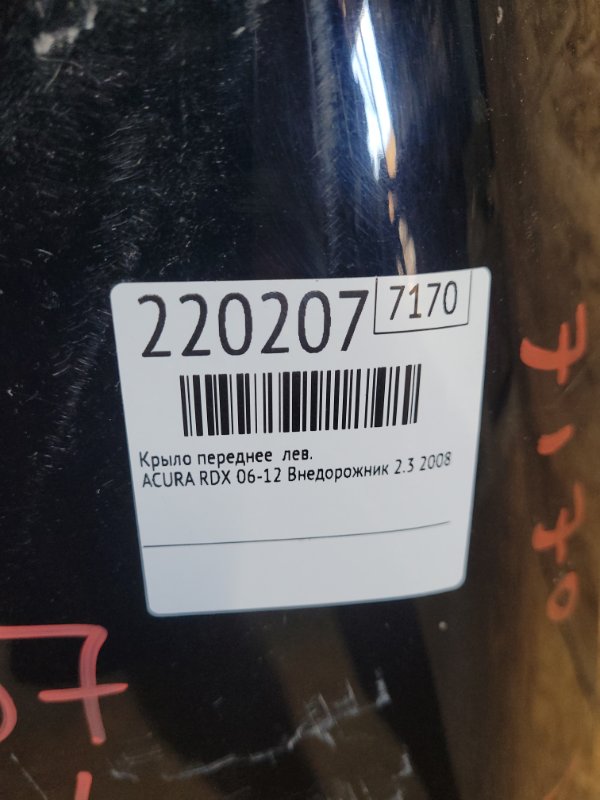 220207 7170
Крыло переднее лев.
ACURA RDX 06-12 Внедорожник 2.3 2008